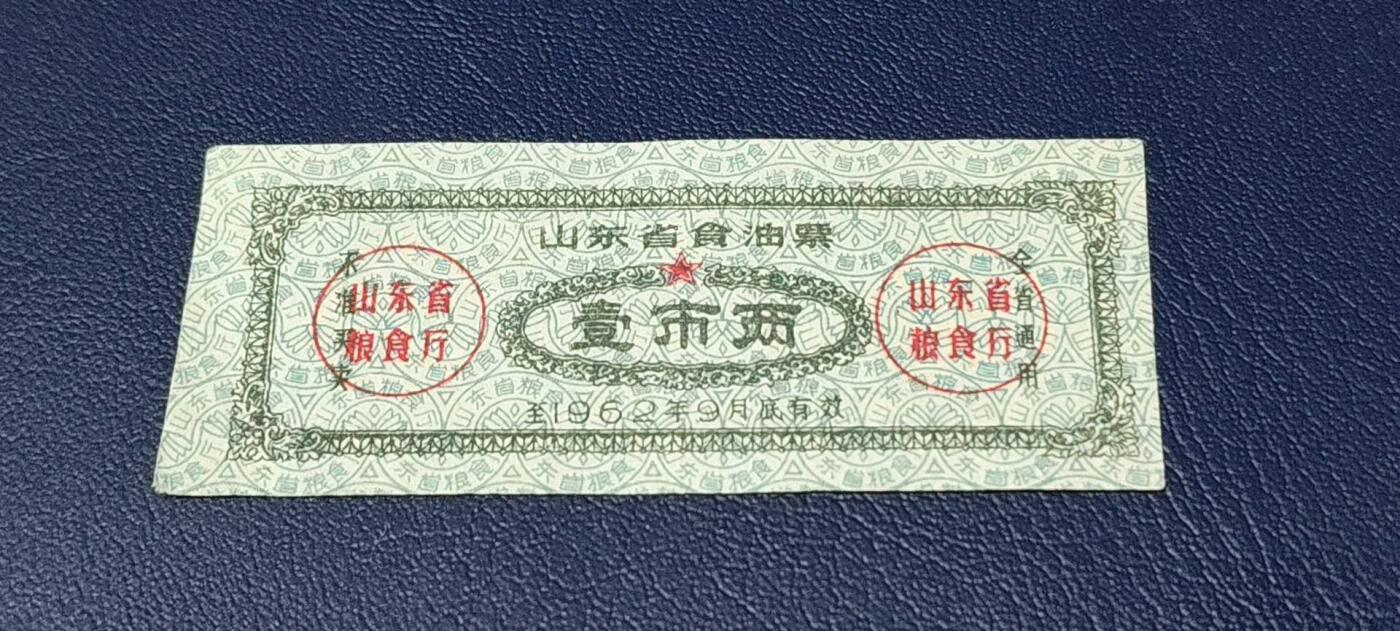 山东省食油票
不准买卖
山东省
粮食厅
壹市两
山东省
粮食厅
全省通用
至1962年9月底有效